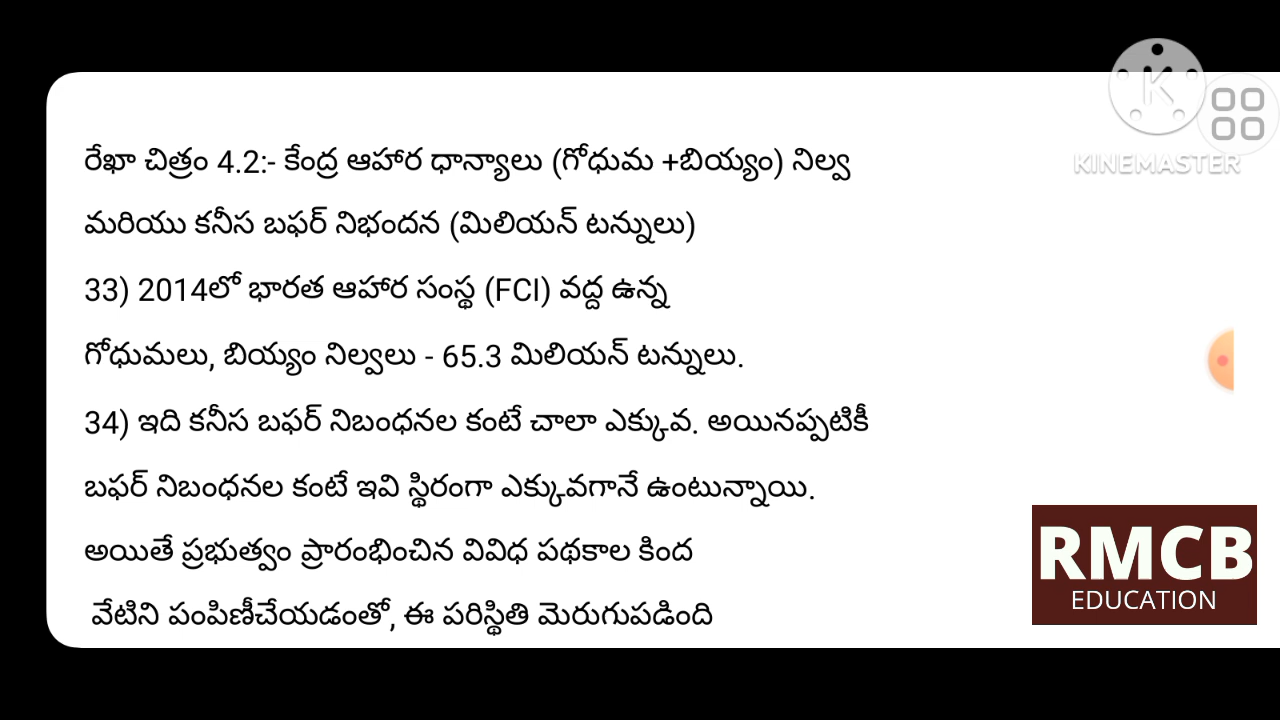 రేఖా చిత్రం 4.2:- కేంద్ర ఆహార ధాన్యాలు (గోధుమ +బియ్యం) నిల్వ
మరియు కనీస బఫర్ నిభందన (మిలియన్ టన్నులు)
33) 2014లో భారత ఆహార సంస్థ (FCI) వద్ద ఉన్న
గోధుమలు, బియ్యం నిల్వలు - 65.3 మిలియన్ టన్నులు.
34) ఇది కనీస బఫర్ నిబంధనల కంటే చాలా ఎక్కువ. అయినప్పటికీ
బఫర్ నిబంధనల కంటే ఇవి స్థిరంగా ఎక్కువగానే ఉంటున్నాయి.
అయితే ప్రభుత్వం ప్రారంభించిన వివిధ పథకాల కింద
వేటిని పంపిణీచేయడంతో, ఈ పరిస్థితి మెరుగుపడింది
K
KINEMASTER
RMCB
EDUCATION